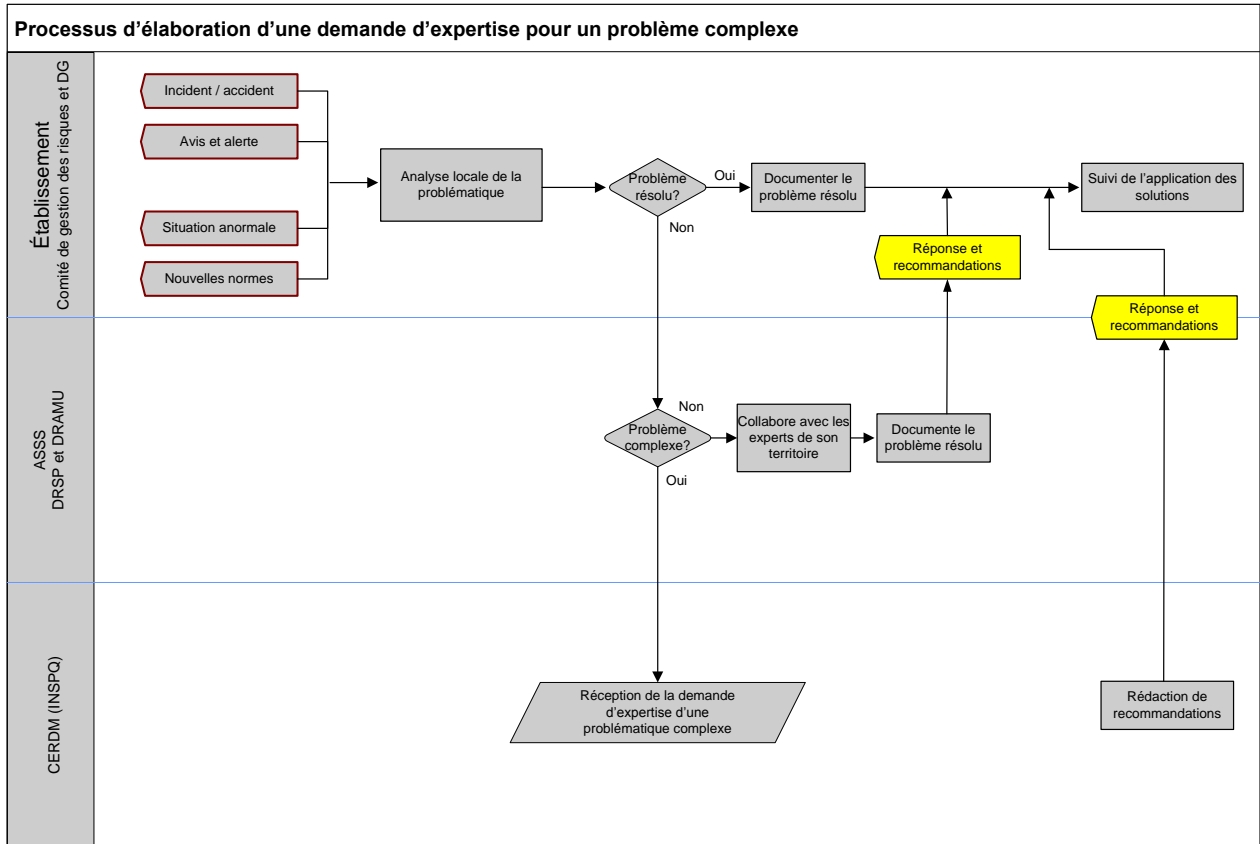 Processus d’élaboration d’une demande d’expertise pour un problème complexe
Établissement
Comité de gestion des risques et DG
Incident / accident
Avis et alerte
Situation anormale
Nouvelles normes
Analyse locale de la
problématique
Problème
résolu?
Oui
Non
Documenter le
problème résolu
Suivi de l’application des
solutions
Réponse et
recommandations
Réponse et
recommandations
ASSS
DRSP et DRAMU
Problème
complexe?
Non
Oui
Collabore avec les
experts de son
territoire
Documente le
problème résolu
CERDM (INSPQ)
Réception de la demande
d’expertise d’une
problématique complexe
Rédaction de
recommandations